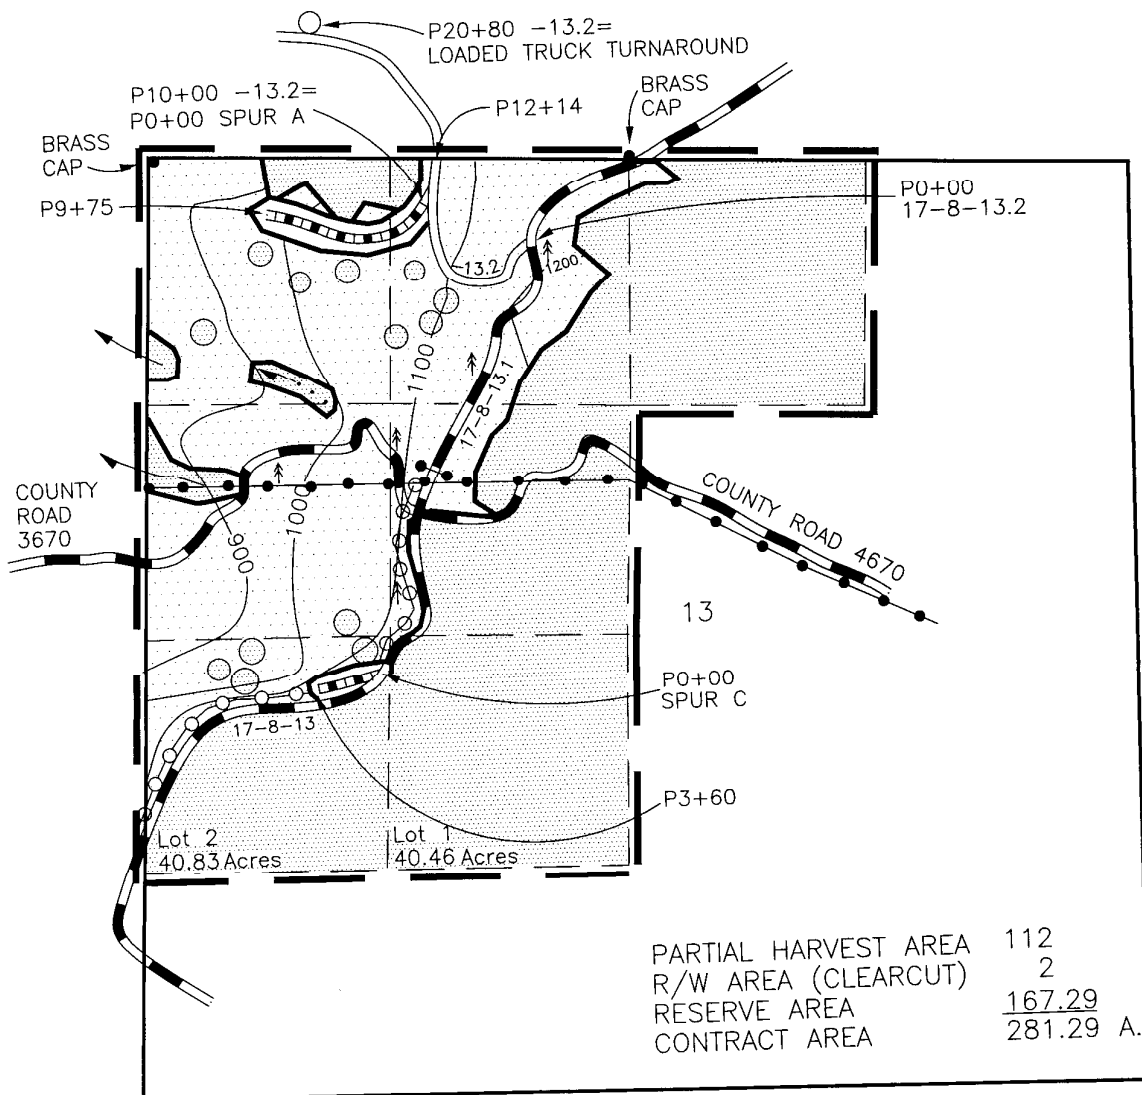 P20+80 -13.2=
LOADED TRUCK TURNAROUND
P10+00 -13.2=
P0+00 SPUR A
P12+14
BRASS
CAP
BRASS
CAP
P9+75
P0+00
17-8-13.2
-13.2
1200
1100
17-8-13.1
COUNTY
ROAD
3670
1000
900
COUNTY ROAD 4670
13
P0+00
SPUR C
17-8-13
P3+60
Lot 2
40.83 Acres
Lot 1
40.46 Acres
PARTIAL HARVEST AREA 112
R/W AREA (CLEARCUT) 2
RESERVE AREA 167.29
CONTRACT AREA 281.29 A.